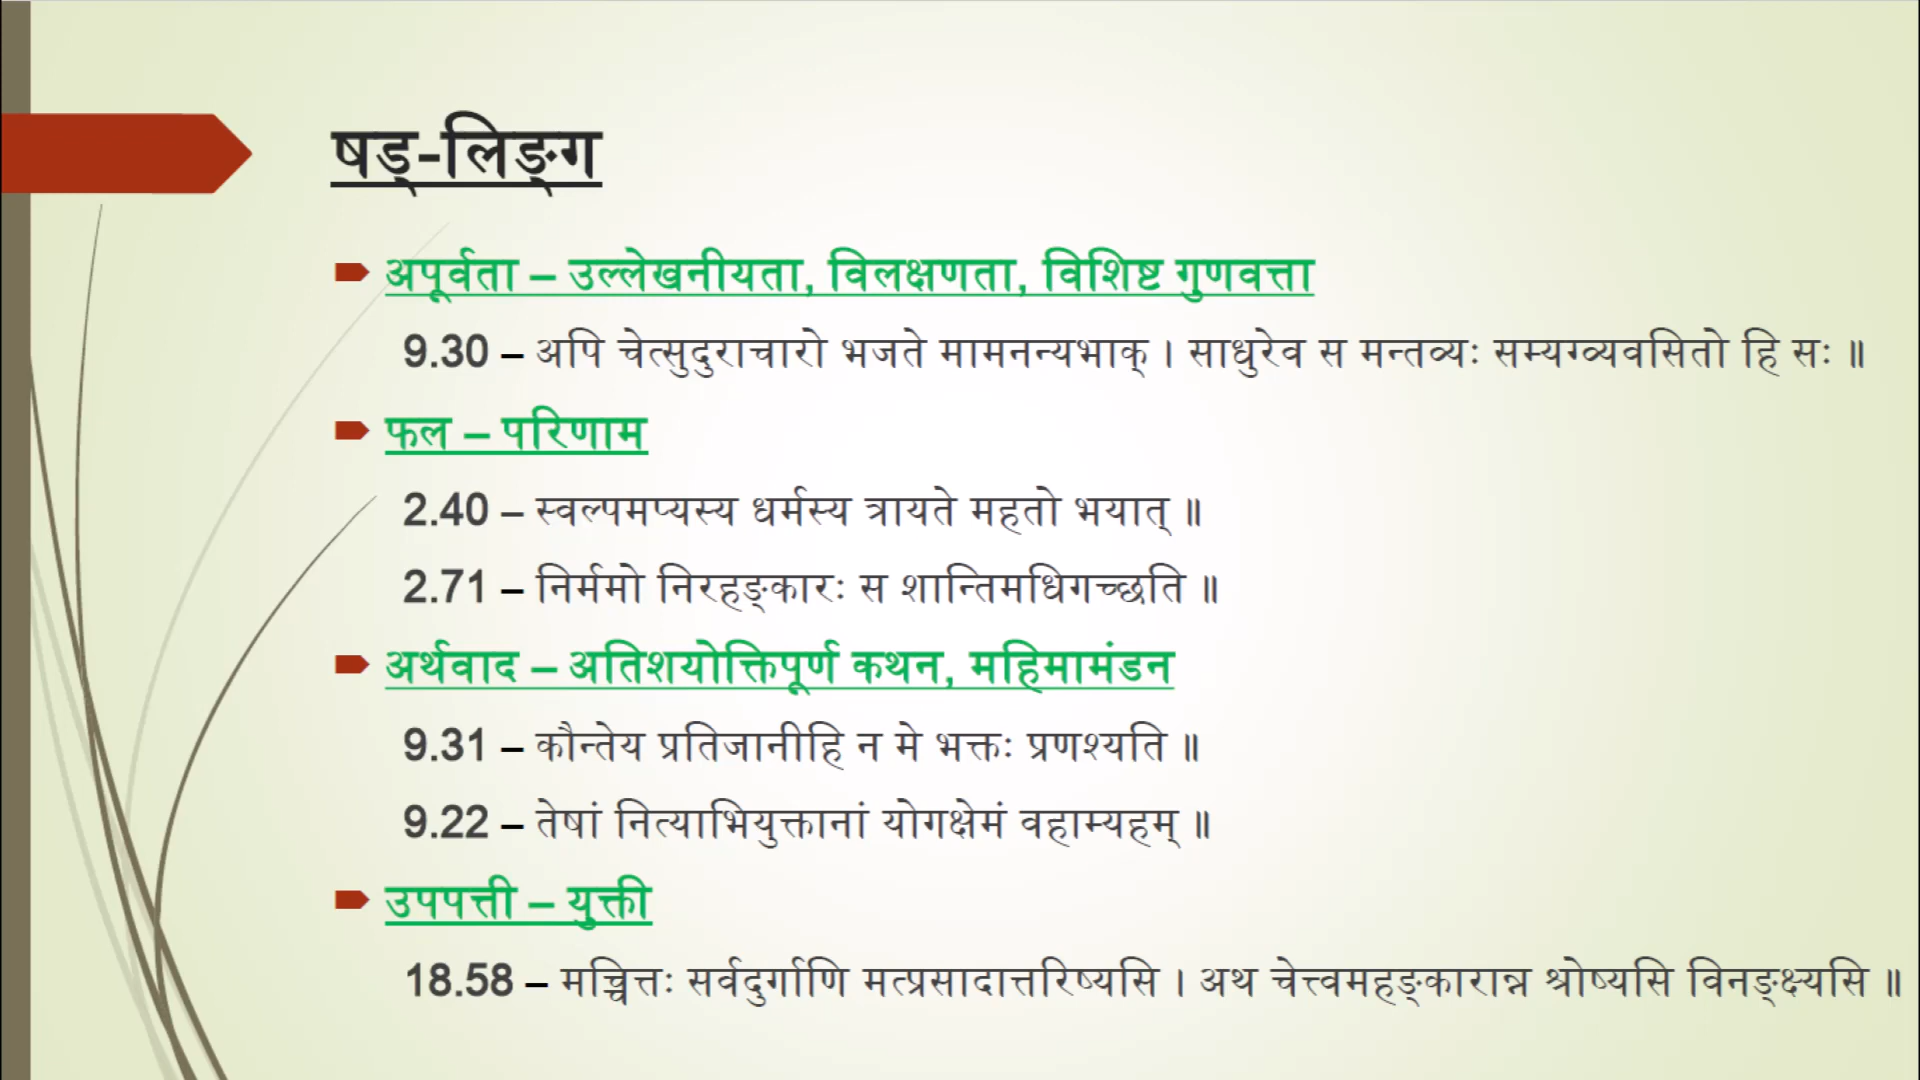 षड्-लिङ्ग
अपूर्वता – उल्लेखनीयता, विलक्षणता, विशिष्ट गुणवत्ता
9.30 – अपि चेत्सुदुराचारो भजते मामनन्यभाक् । साधुरेव स मन्तव्यः सम्यग्व्यवसितो हि सः ॥
फल – परिणाम
2.40 – स्वल्पमप्यस्य धर्मस्य त्रायते महतो भयात् ॥
2.71 – निर्ममो निरहङ्कारः स शान्तिमधिगच्छति ॥
अर्थवाद – अतिशयोक्तिपूर्ण कथन, महिमामंडन
9.31 – कौन्तेय प्रतिजानीहि न मे भक्तः प्रणश्यति ॥
9.22 – तेषां नित्याभियुक्तानां योगक्षेमं वहाम्यहम् ॥
उपपत्ती – युक्ती
18.58 – मच्चित्तः सर्वदुर्गाणि मत्प्रसादात्तरिष्यसि । अथ चेत्त्वमहङ्कारान्न श्रोष्यसि विनङ्क्ष्यसि ॥